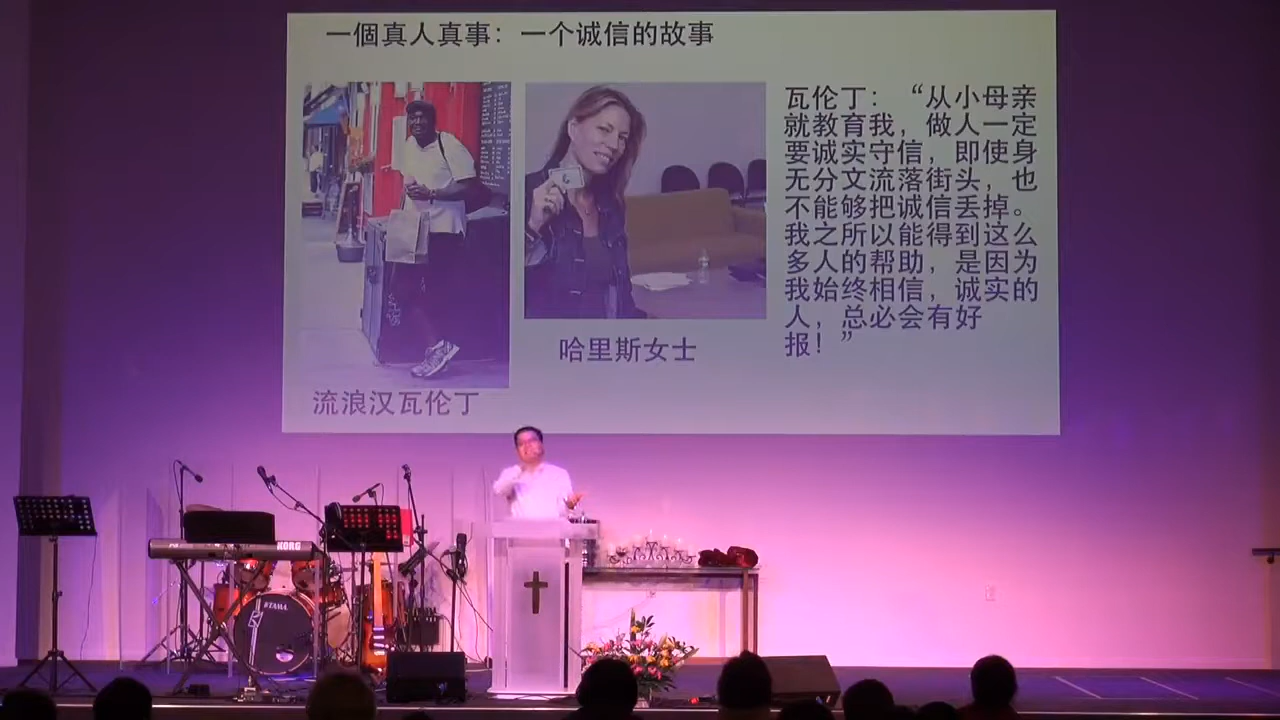 一個真人真事：一个诚信的故事
瓦伦丁：“从小母亲
就教育我，做人一定
要诚实守信，即使身
无分文流落街头，也
不能够把诚信丢掉。
我之所以能得到这么
多人的帮助，是因为
我始终相信，诚实的
人，总必会有好
报！”
哈里斯女士
流浪汉瓦伦丁
KORG
TAMA